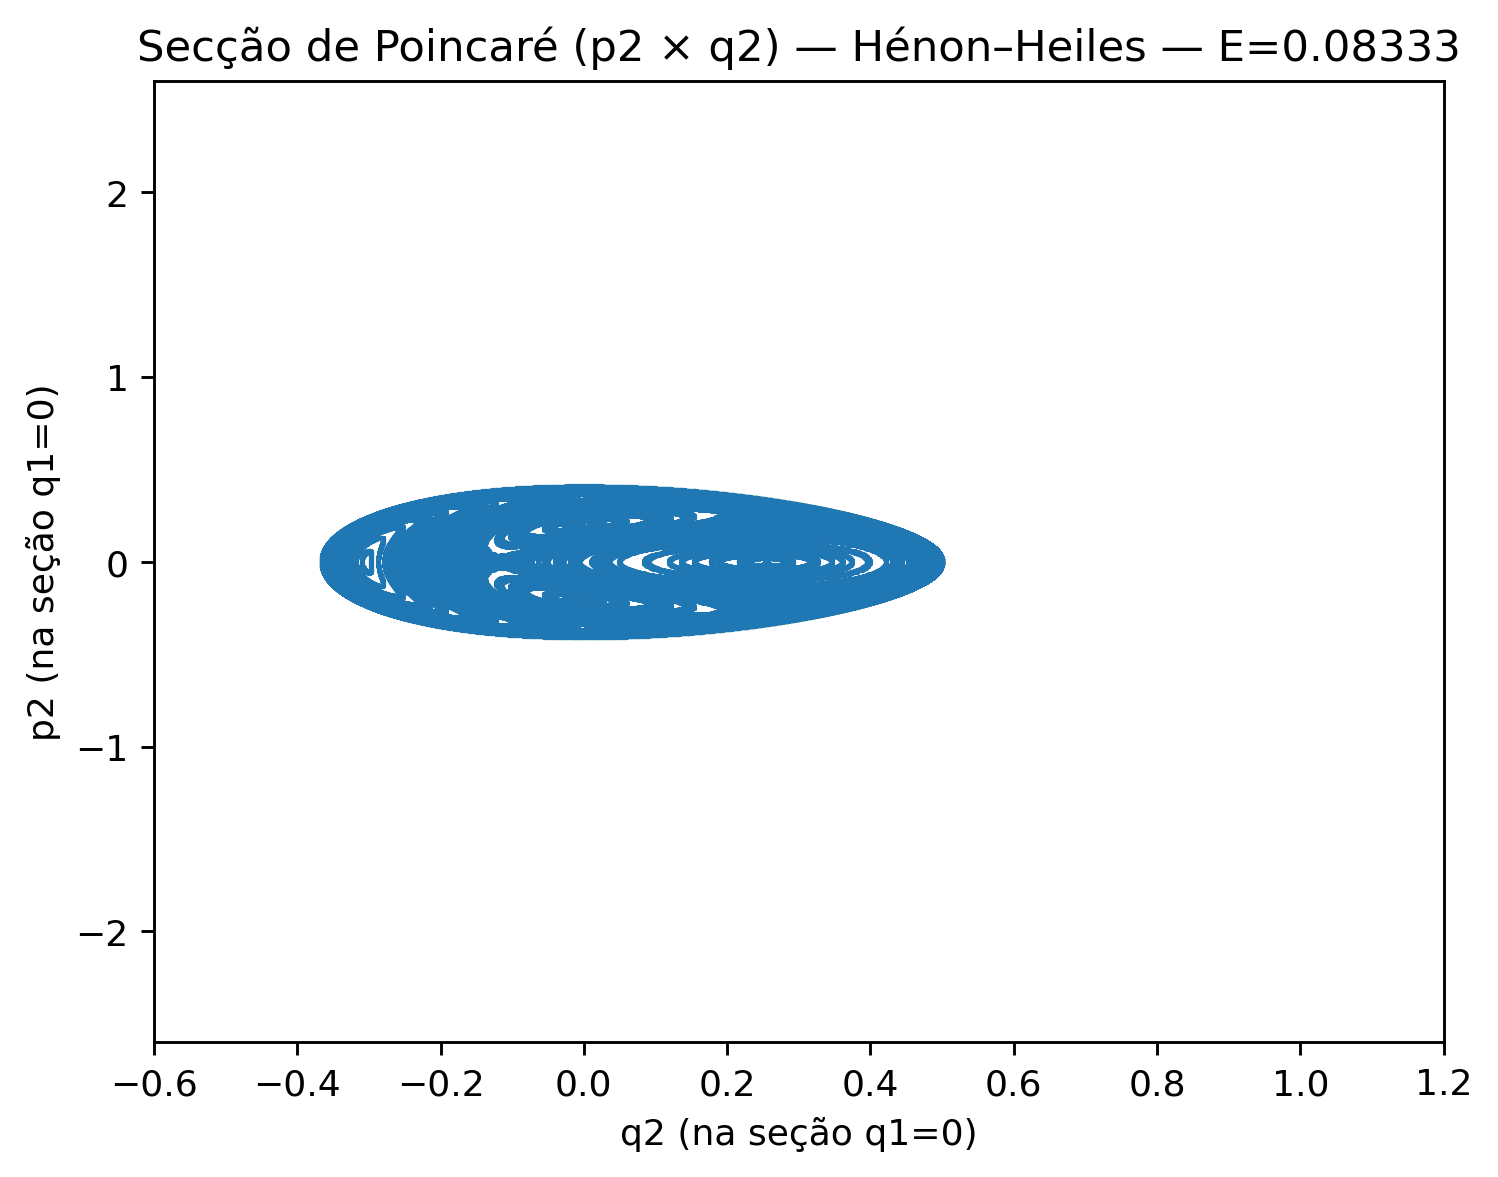 Secção de Poincaré (p2 × q2) — Hénon–Heiles — E=0.08333
p2 (na seção q1=0)
2
1
0
−1
−2
−0.6 −0.4 −0.2 0.0 0.2 0.4 0.6 0.8 1.0 1.2
q2 (na seção q1=0)